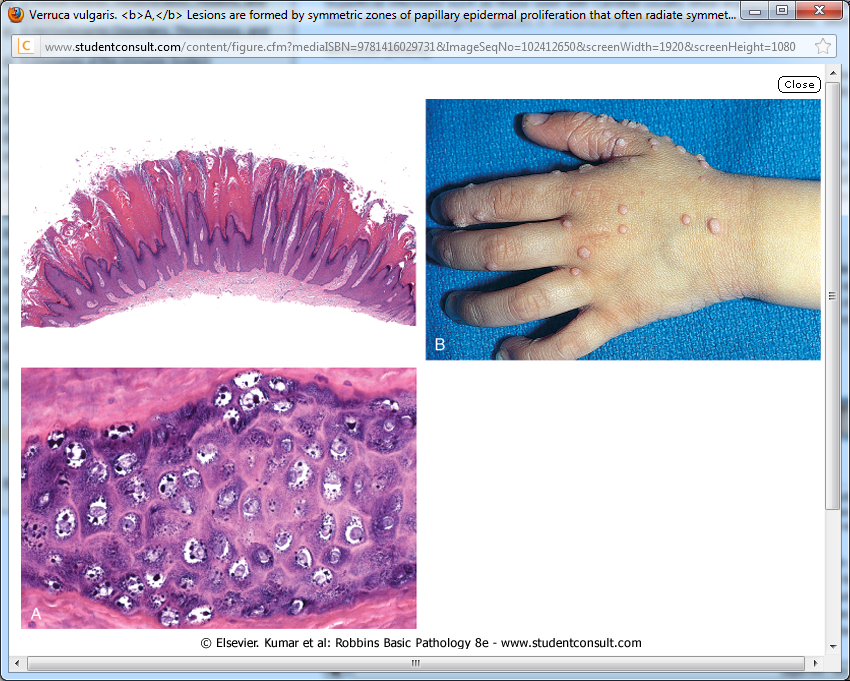 Verruca vulgaris. <b>A,</b> Lesions are formed by symmetric zones of papillary epidermal proliferation that often radiate symmet...
www.studentconsult.com/content/figure.cfm?mediaISBN=9781416029731&ImageSeqNo=102412650&screenWidth=1920&screenHeight=1080
Close
B
A
© Elsevier. Kumar et al: Robbins Basic Pathology 8e - www.studentconsult.com